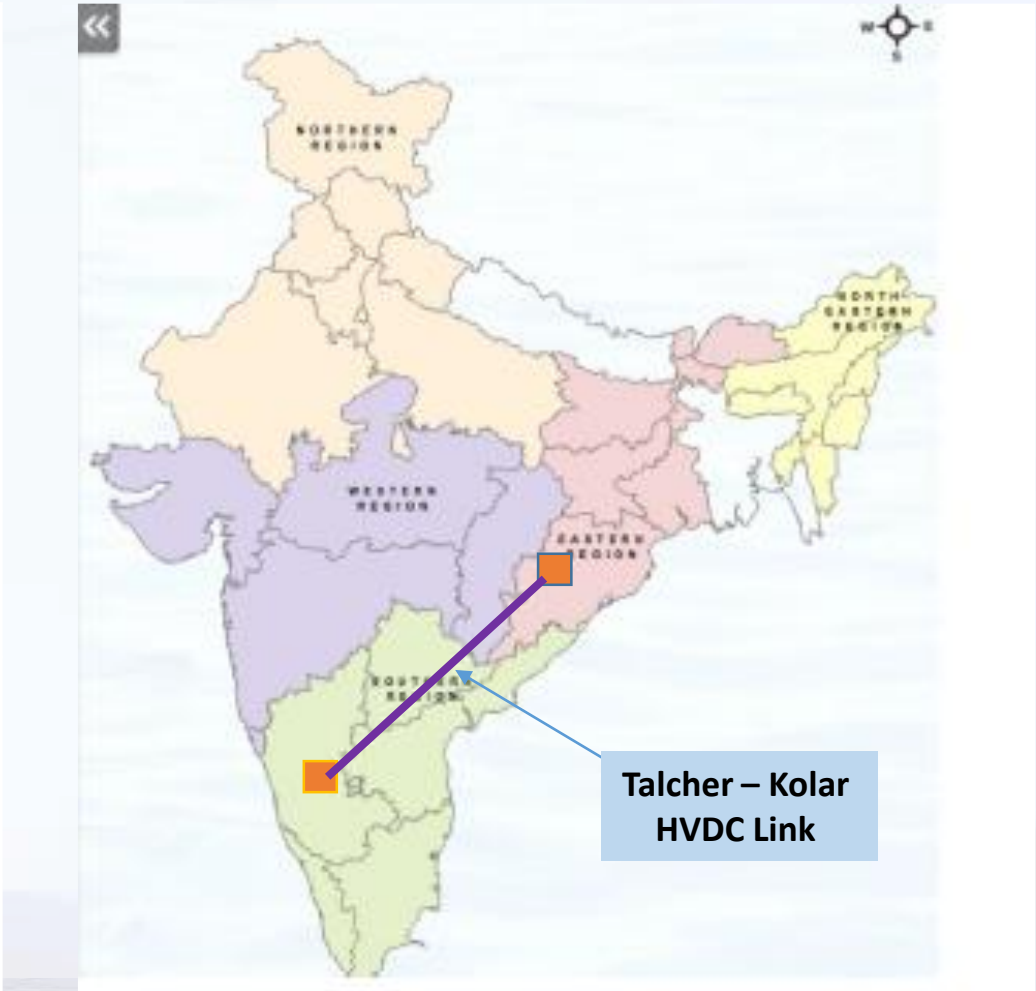 W
S
NORTHERN
REGION
NORTH-
EASTERN
REGION
WESTERN
REGION
EASTERN
REGION
SOUTHERN
REGION
Talcher – Kolar
HVDC Link